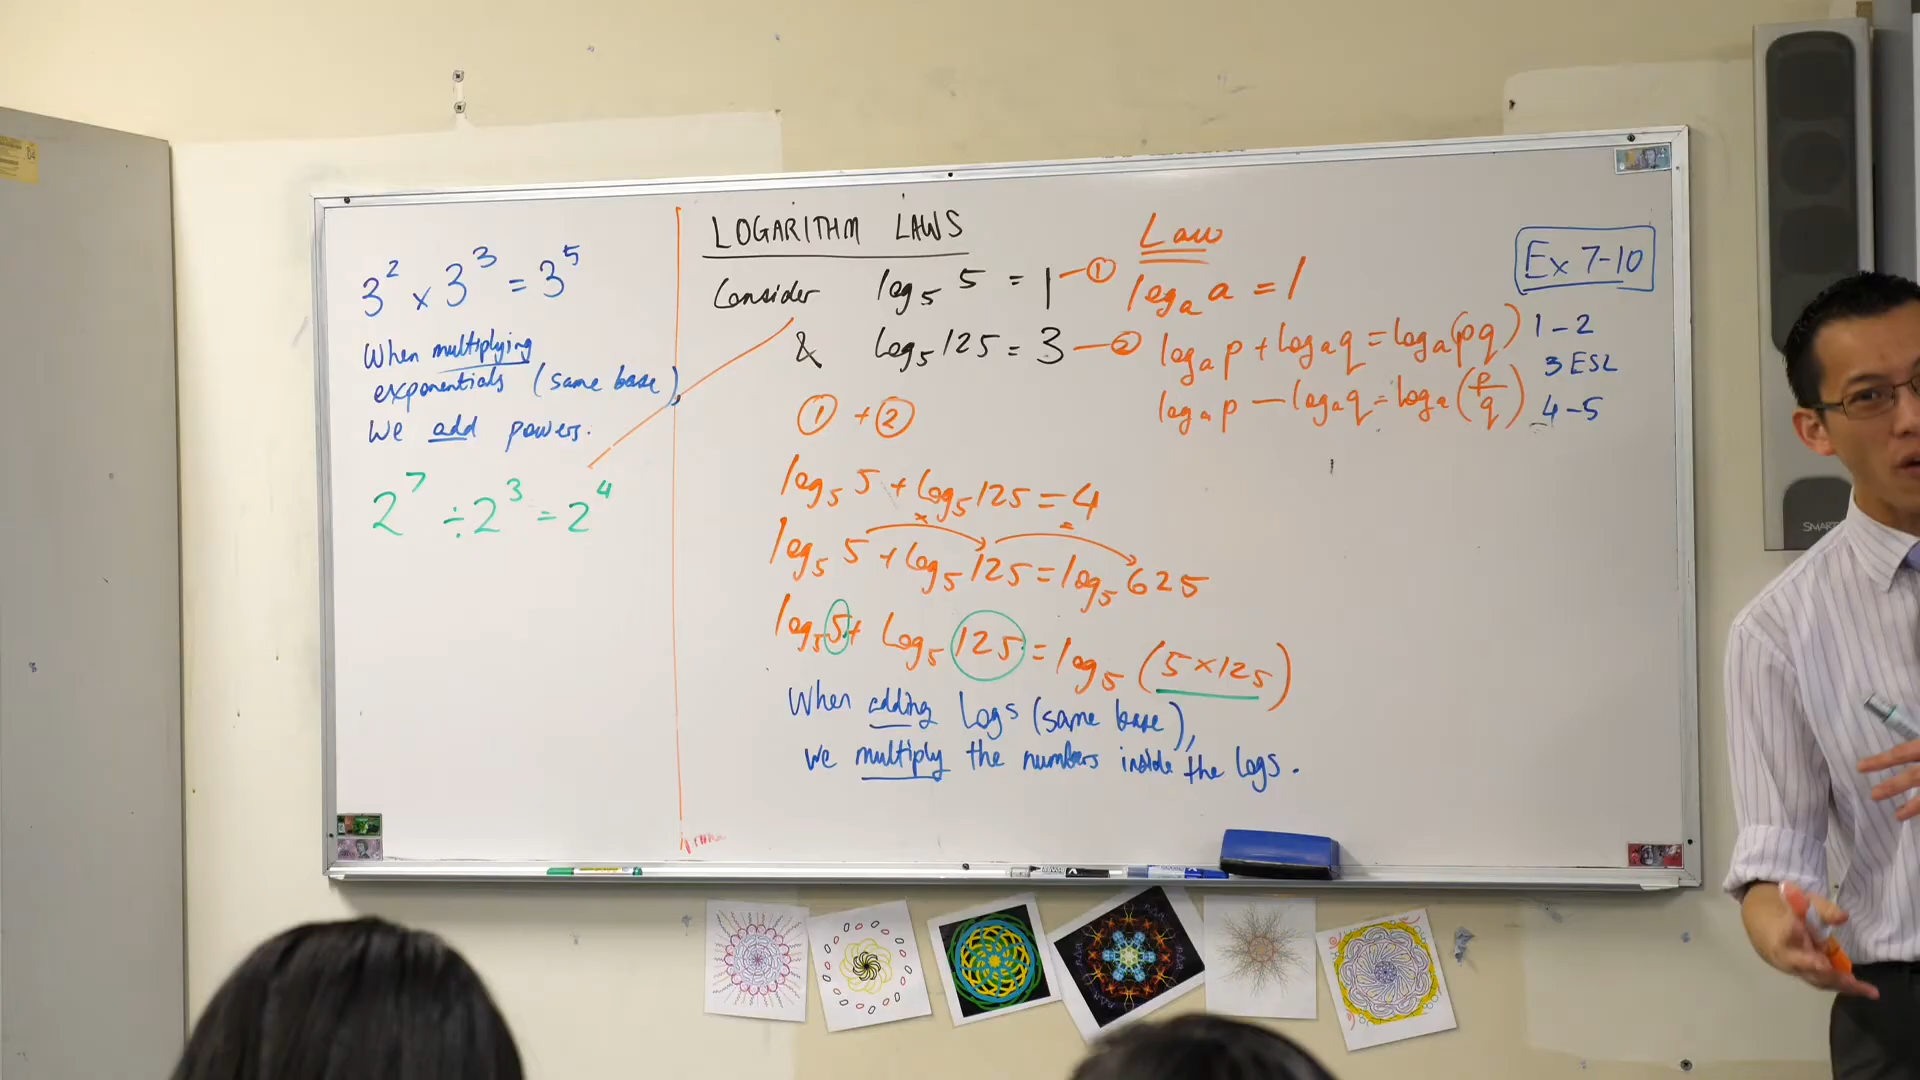 3² × 3³ = 3⁵
When multiplying
exponentials (same base),
we add powers.
2⁷ ÷ 2³ = 2⁴
LOGARITHM LAWS
Consider log₅ 5 = 1 — ①
& log₅ 125 = 3 — ②
① + ②
log₅ 5 + log₅ 125 = 4
× =
log₅ 5 + log₅ 125 = log₅ 625
log₅ 5 + log₅ 125 = log₅ (5 × 125)
When adding logs (same base),
we multiply the numbers inside the logs.
Law
logₐ a = 1
logₐ p + logₐ q = logₐ (pq)
logₐ p — logₐ q = logₐ (p/q)
Ex 7-10
1 - 2
3 ESL
4 - 5
SMART